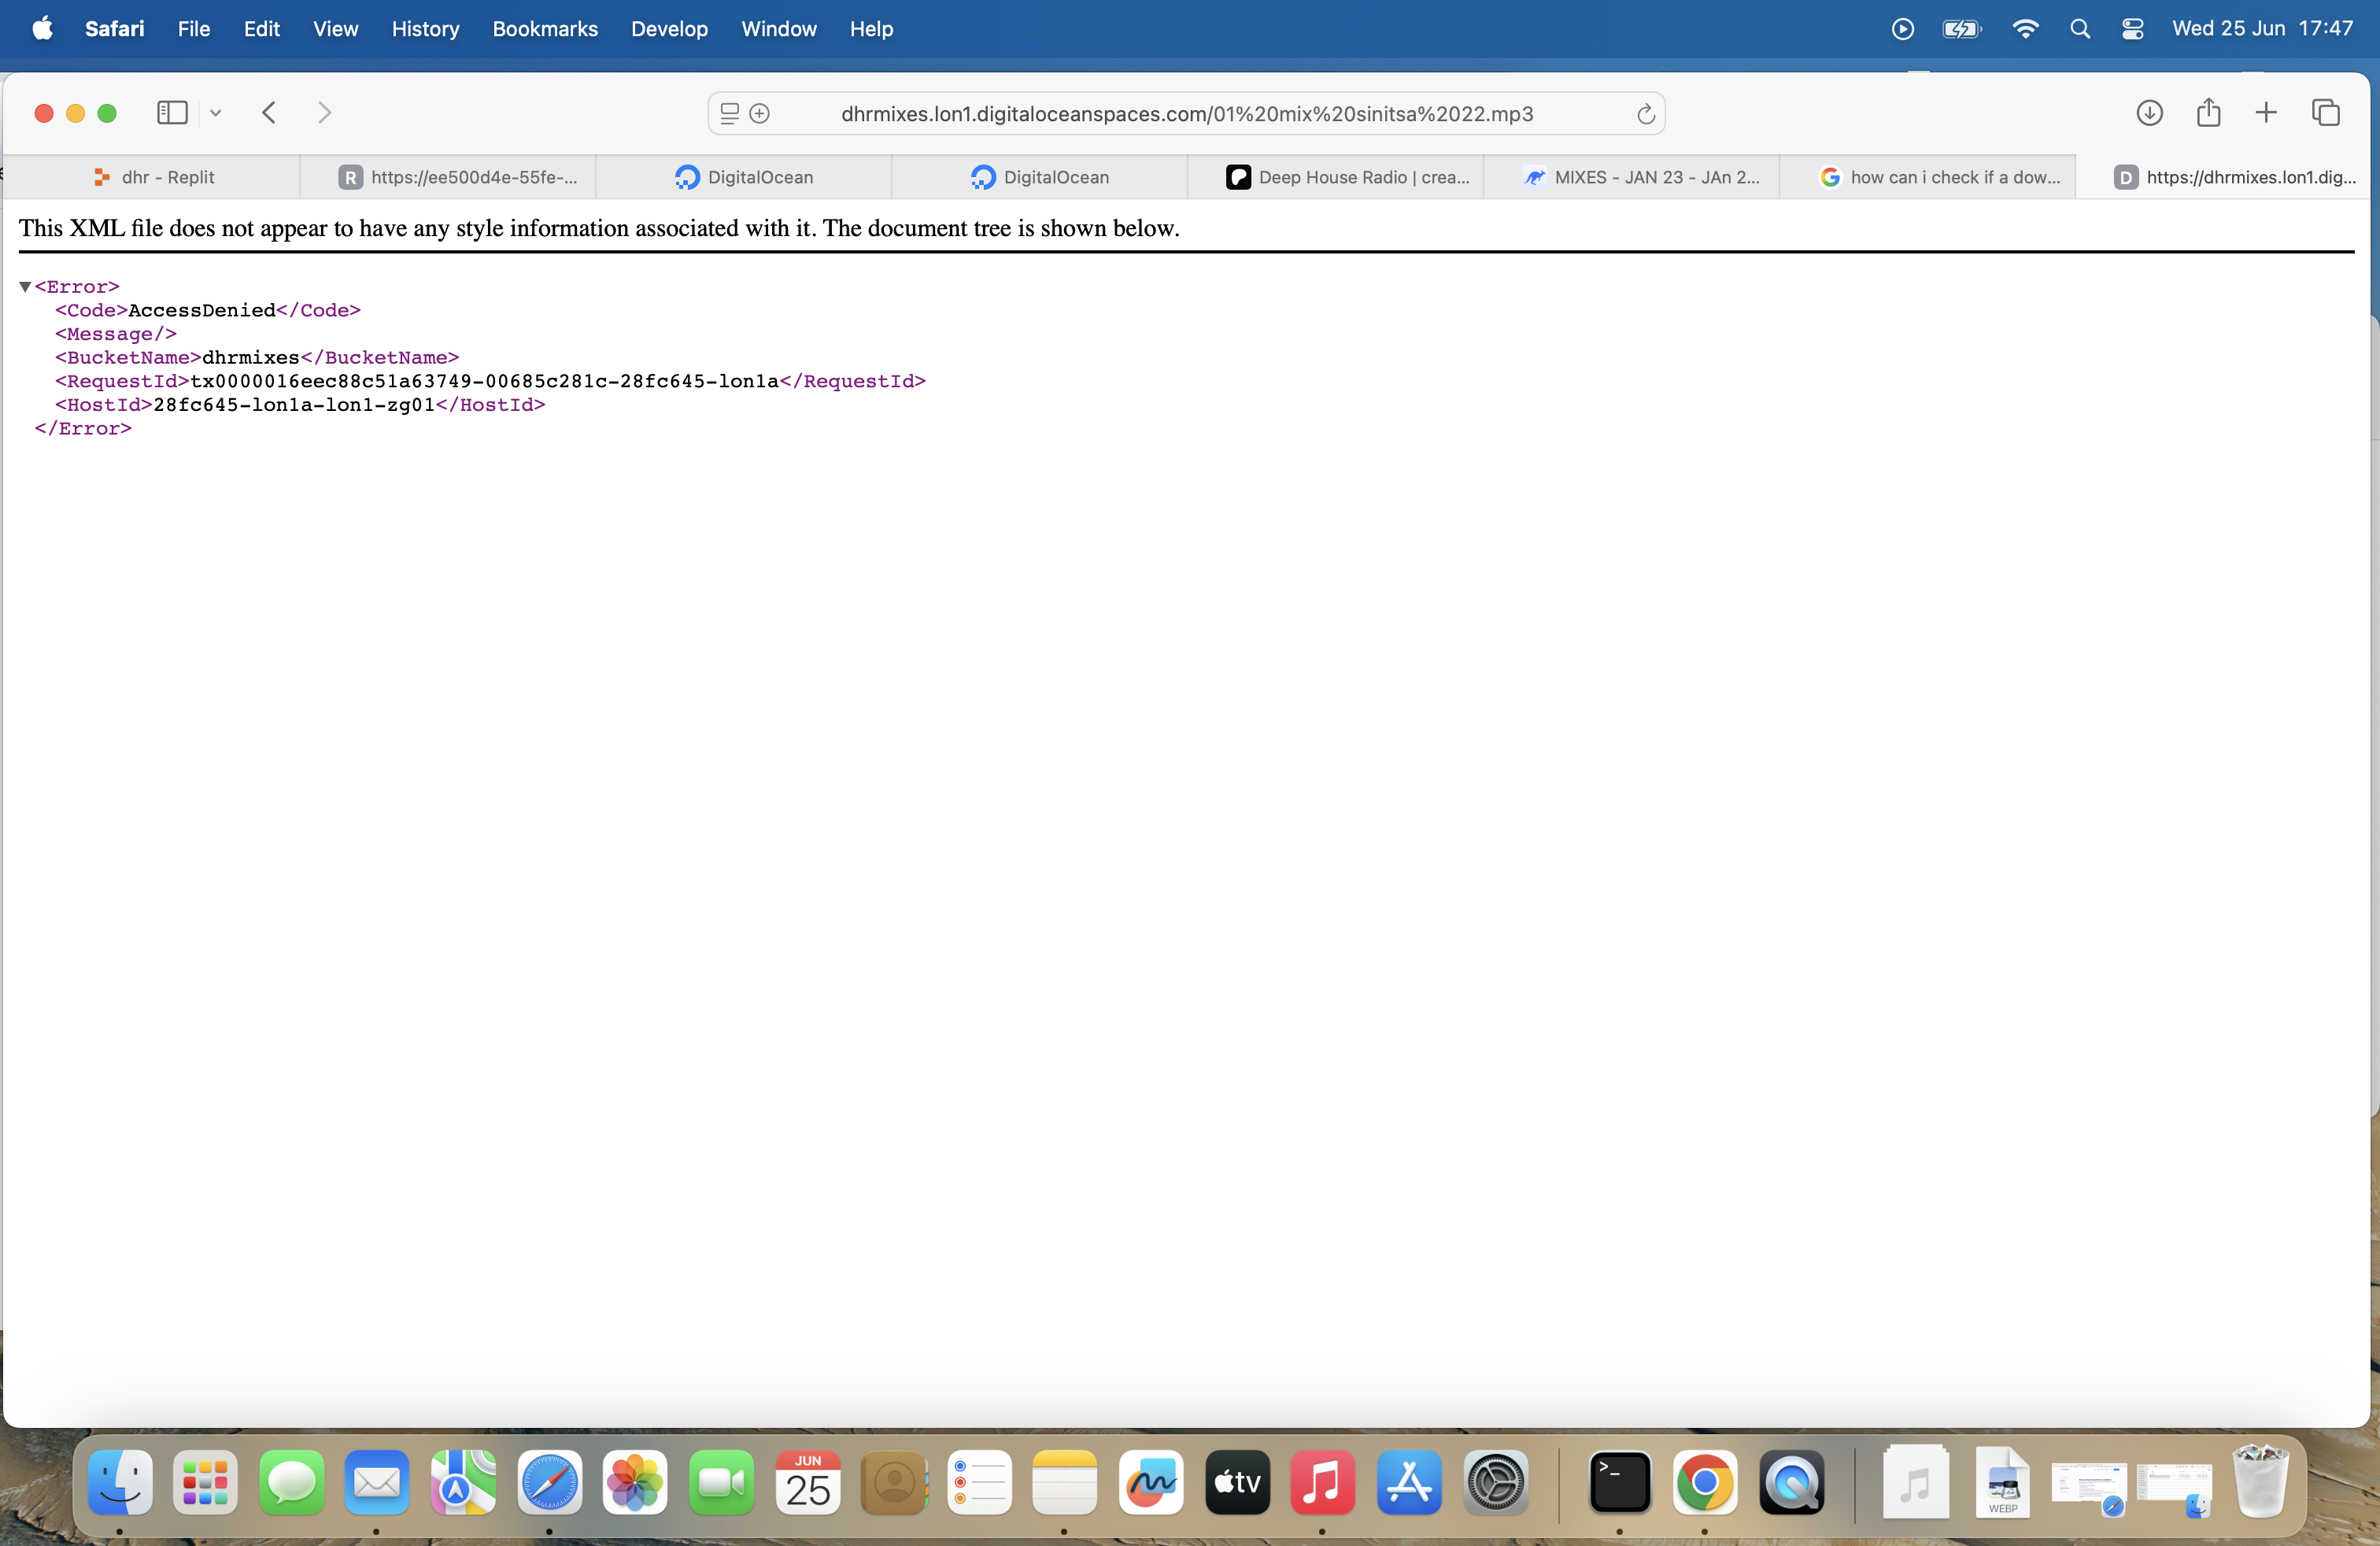 Safari File Edit View History Bookmarks Develop Window Help Wed 25 Jun 17:47
dhrmixes.lon1.digitaloceanspaces.com/01%20mix%20sinitsa%2022.mp3
dhr - Replit
R https://ee500d4e-55fe-...
DigitalOcean
DigitalOcean
Deep House Radio | crea...
MIXES - JAN 23 - JAn 2...
G how can i check if a dow...
D https://dhrmixes.lon1.dig...
This XML file does not appear to have any style information associated with it. The document tree is shown below.
▼<Error>
<Code>AccessDenied</Code>
<Message/>
<BucketName>dhrmixes</BucketName>
<RequestId>tx0000016eec88c51a63749-00685c281c-28fc645-lon1a</RequestId>
<HostId>28fc645-lon1a-lon1-zg01</HostId>
</Error>
JUN
25
tv
>_
WEBP